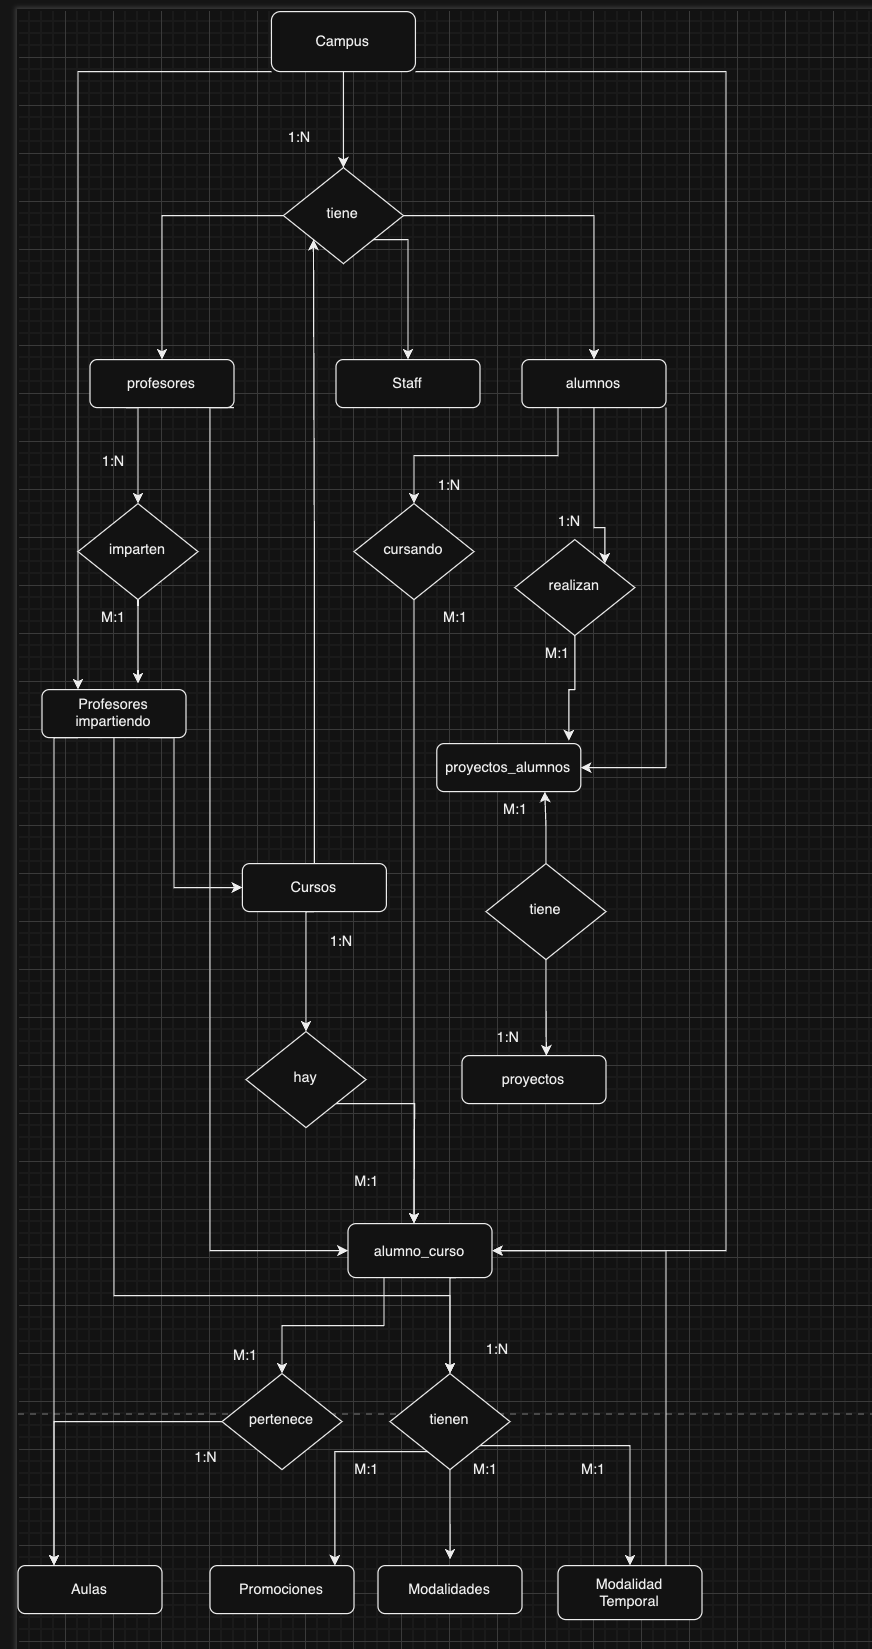 Campus
1:N
tiene
profesores
Staff
alumnos
1:N
1:N
1:N
imparten
cursando
realizan
M:1
M:1
M:1
Profesores
impartiendo
proyectos_alumnos
M:1
Cursos
tiene
1:N
1:N
hay
proyectos
M:1
alumno_curso
M:1
1:N
pertenece
tienen
1:N
M:1
M:1
M:1
Aulas
Promociones
Modalidades
Modalidad
Temporal